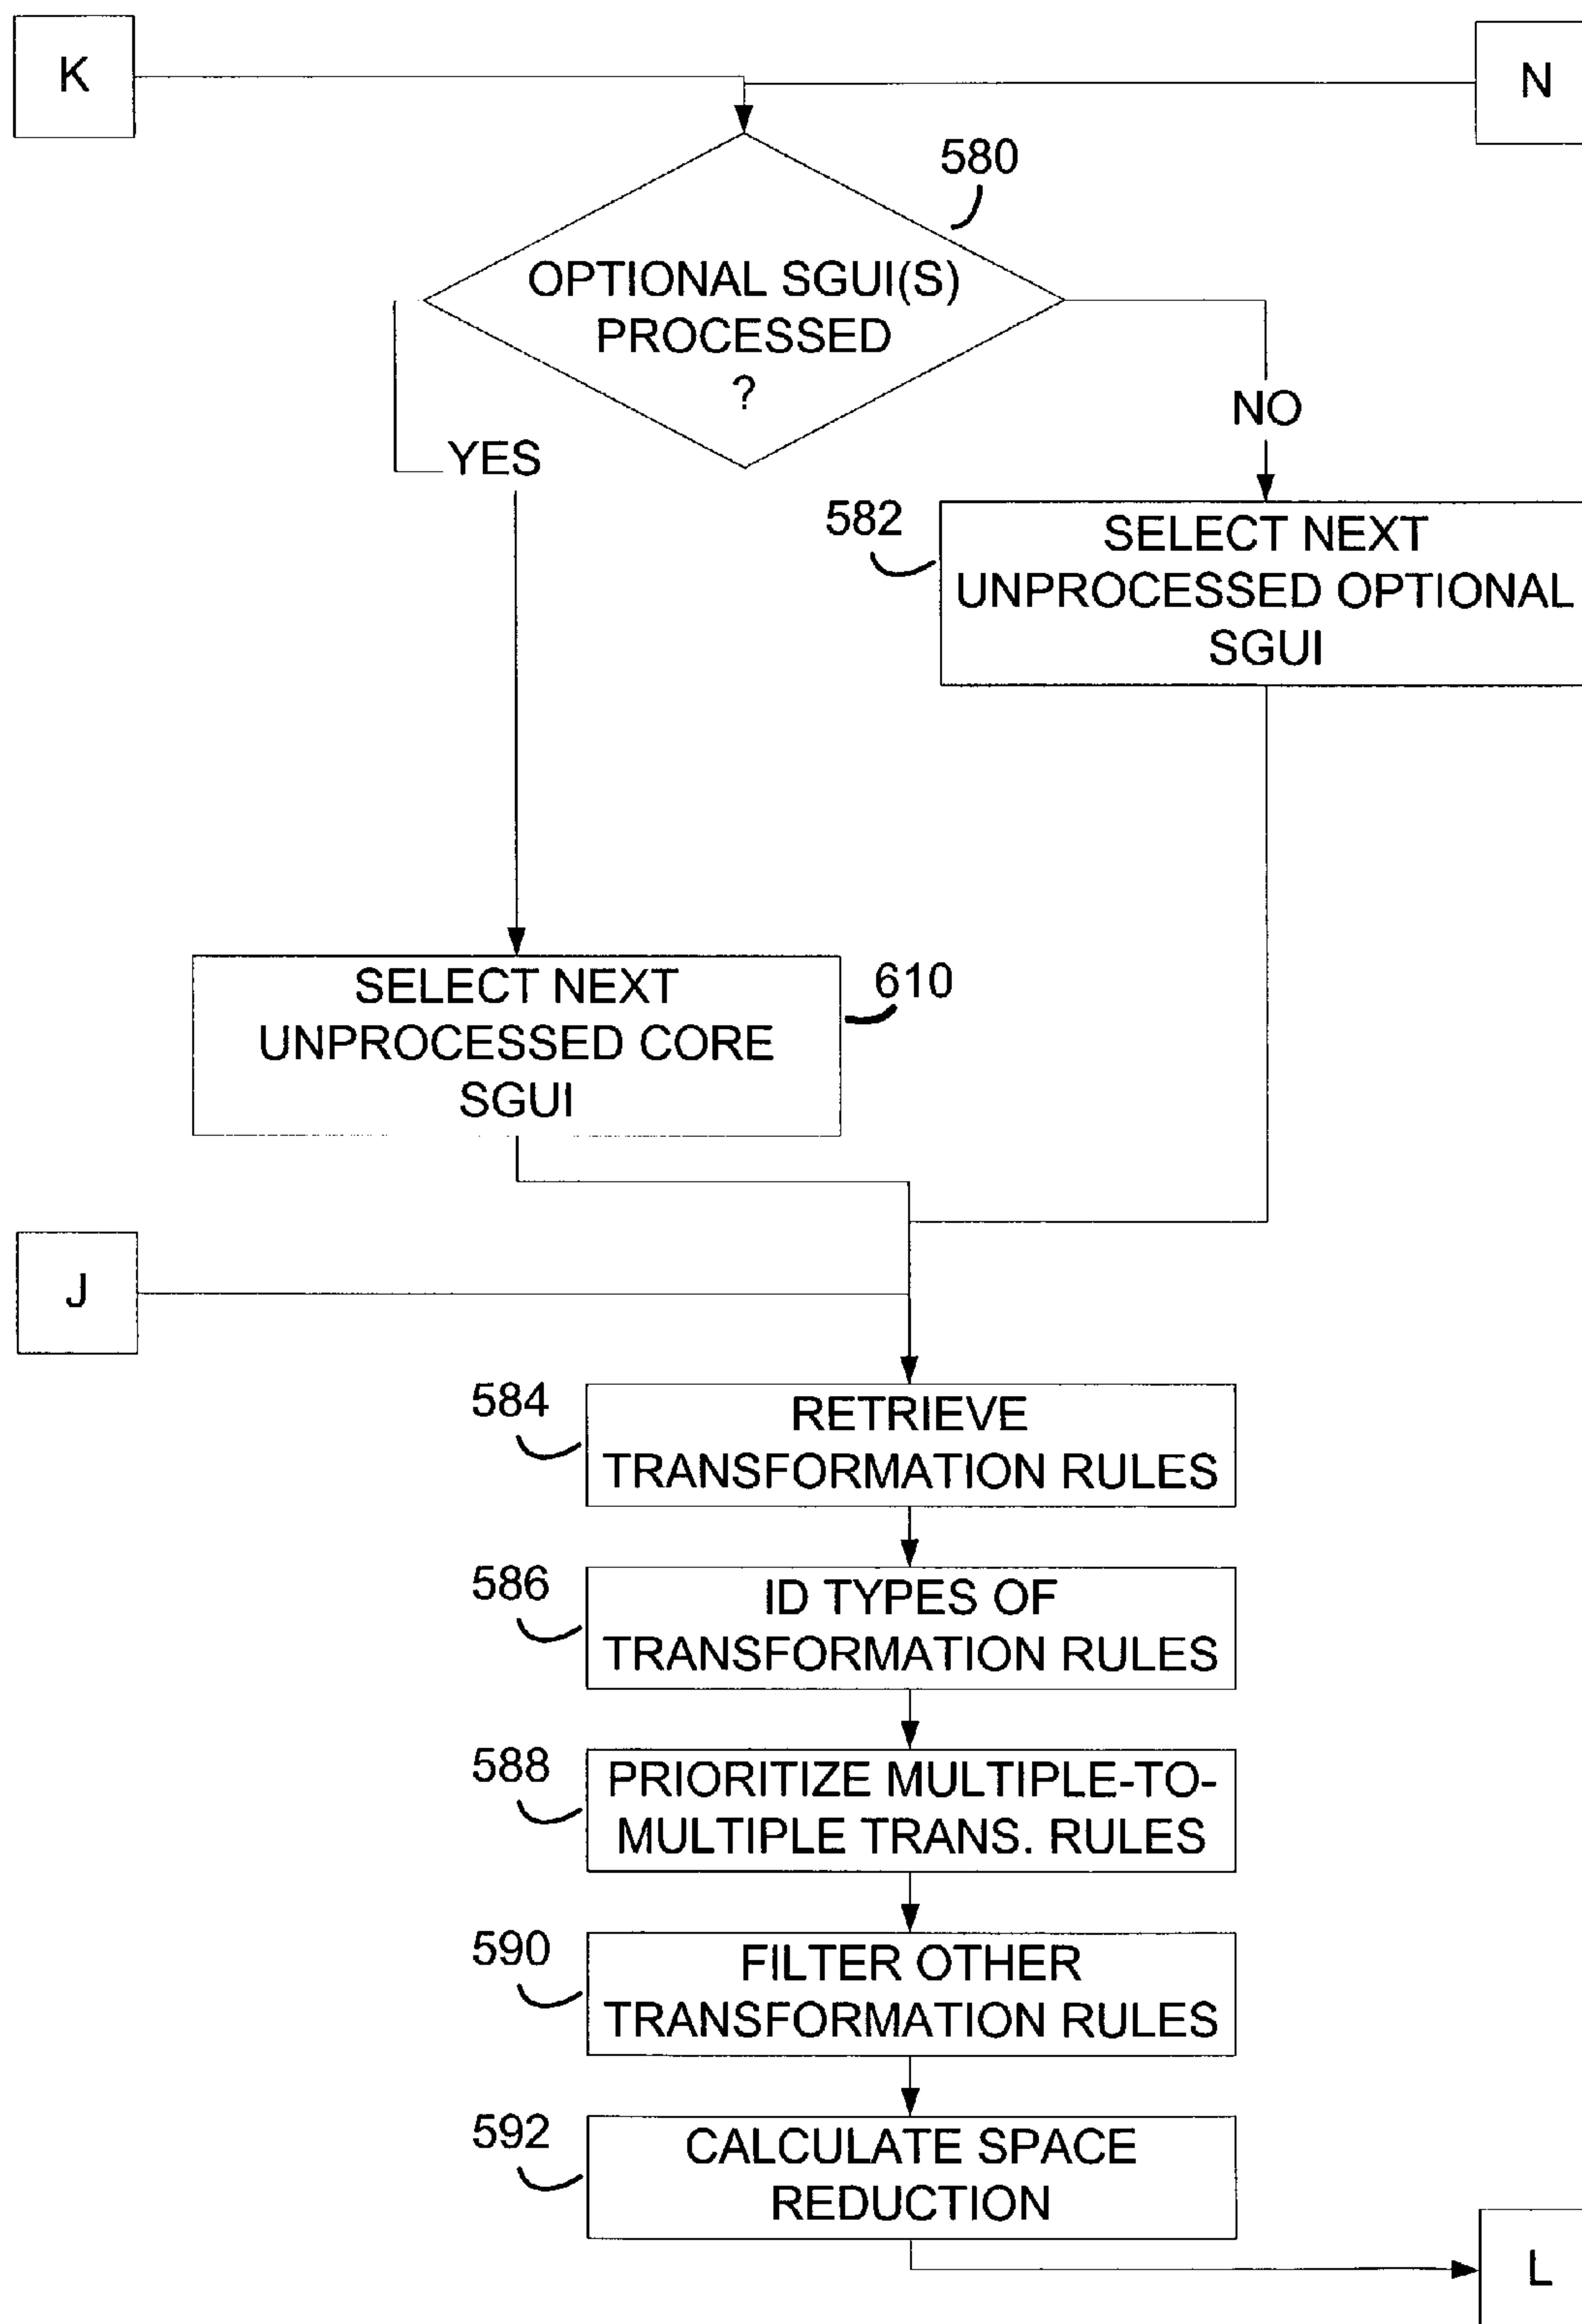 K
N
580
OPTIONAL SGUI(S)
PROCESSED
?
NO
YES
582
SELECT NEXT
UNPROCESSED OPTIONAL
SGUI
SELECT NEXT
UNPROCESSED CORE
SGUI
610
J
584
RETRIEVE
TRANSFORMATION RULES
586
ID TYPES OF
TRANSFORMATION RULES
588
PRIORITIZE MULTIPLE-TO-
MULTIPLE TRANS. RULES
590
FILTER OTHER
TRANSFORMATION RULES
592
CALCULATE SPACE
REDUCTION
L